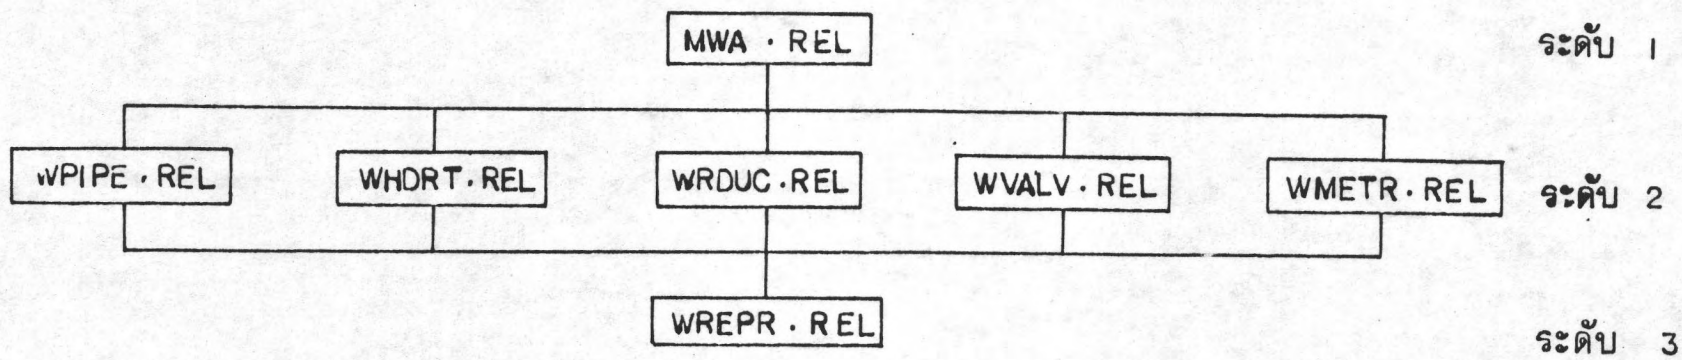 MWA . REL ระดับ 1
WPIPE . REL WHDRT . REL WRDUC . REL WVALV . REL WMETR . REL ระดับ 2
WREPR . REL ระดับ 3